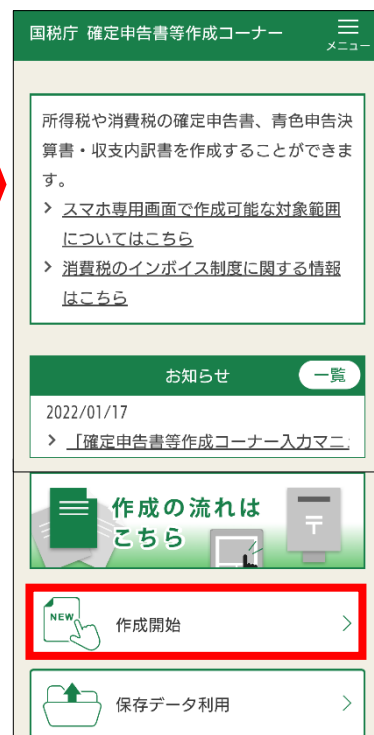 国税庁 確定申告書等作成コーナー
メニュー
所得税や消費税の確定申告書、青色申告決
算書・収支内訳書を作成することができま
す。
> スマホ専用画面で作成可能な対象範囲
についてはこちら
> 消費税のインボイス制度に関する情報
はこちら
お知らせ
一覧
2022/01/17
> 「確定申告書等作成コーナー入力マニ
作成の流れは
こちら
〒
NEW
作成開始 >
保存データ利用 >